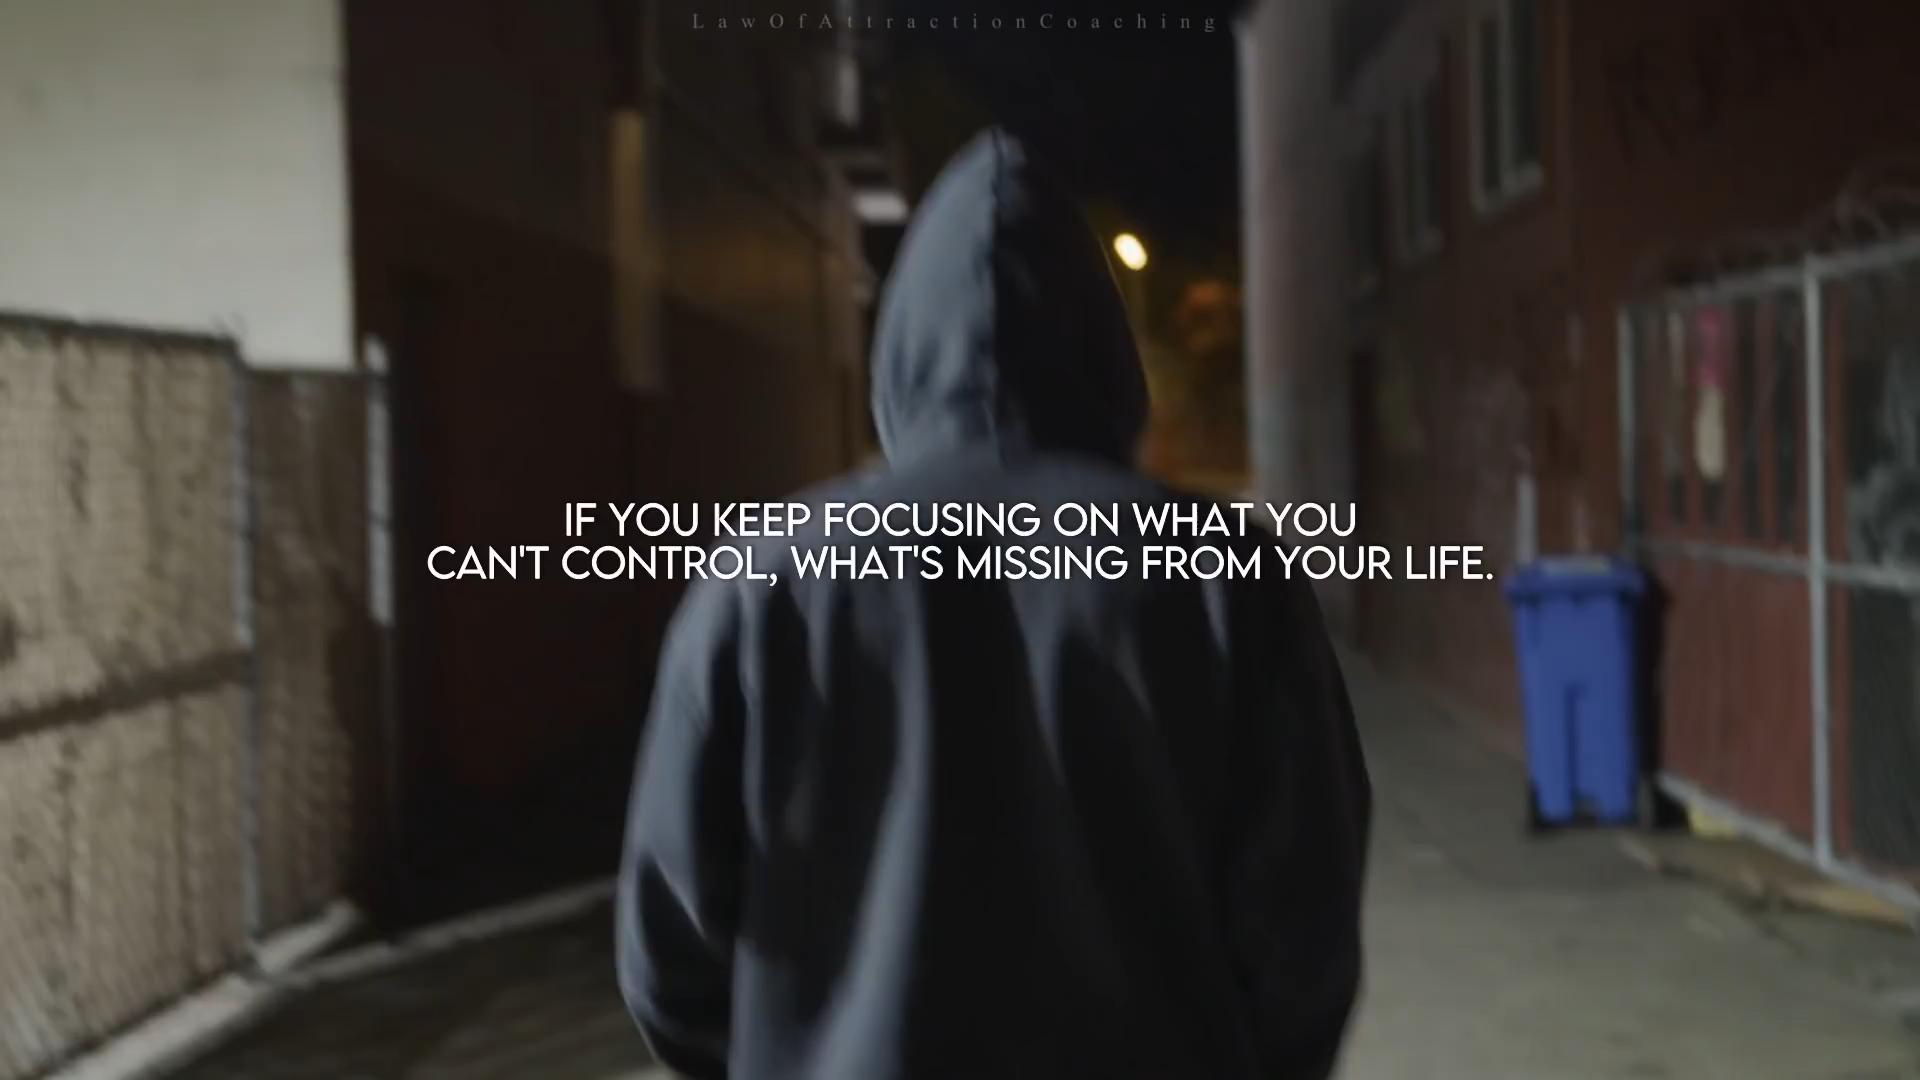 LawOfAttractionCoaching
IF YOU KEEP FOCUSING ON WHAT YOU
CAN'T CONTROL, WHAT'S MISSING FROM YOUR LIFE.